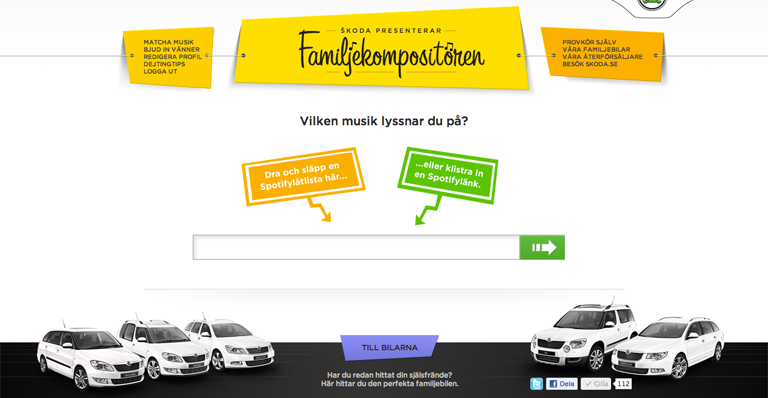 MATCHA MUSIK
BJUD IN VÄNNER
REDIGERA PROFIL
DEJTINGTIPS
LOGGA UT
ŠKODA PRESENTERAR
Familjekompositören
PROVKÖR SJÄLV
VÅRA FAMILJEBILAR
VÅRA ÅTERFÖRSÄLJARE
BESÖK SKODA.SE
Vilken musik lyssnar du på?
Dra och släpp en
Spotifylåtlista här...
...eller klistra in
en Spotifylänk.
TILL BILARNA
Har du redan hittat din själsfrände?
Här hittar du den perfekta familjebilen.
Dela
Gilla
112